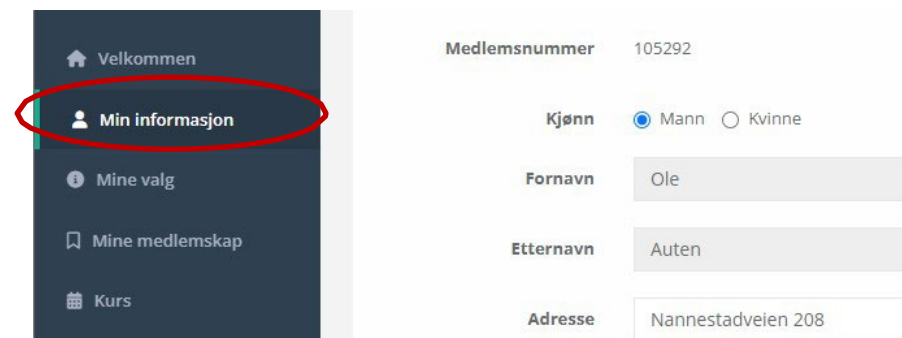 Velkommen
Min informasjon
Mine valg
Mine medlemskap
Kurs
Medlemsnummer 105292
Kjønn Mann Kvinne
Fornavn Ole
Etternavn Auten
Adresse Nannestadveien 208